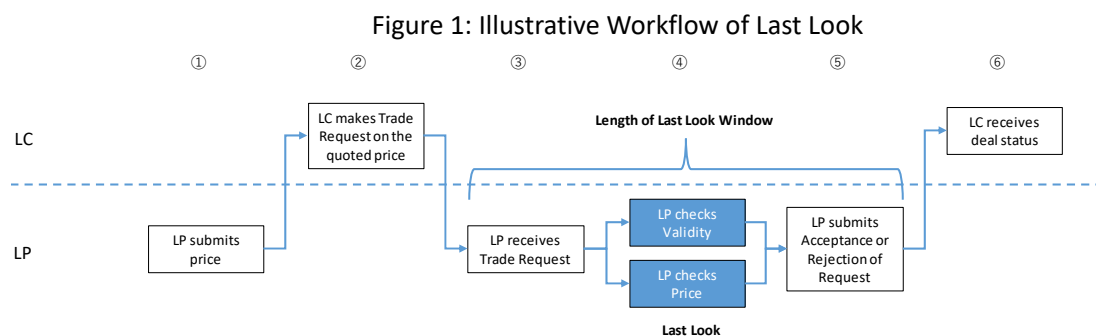 Figure 1: Illustrative Workflow of Last Look
① ② ③ ④ ⑤ ⑥
LC
LC makes Trade
Request on the
quoted price
Length of Last Look Window
LC receives
deal status
LP
LP submits
price
LP receives
Trade Request
LP checks
Validity
LP checks
Price
LP submits
Acceptance or
Rejection of
Request
Last Look